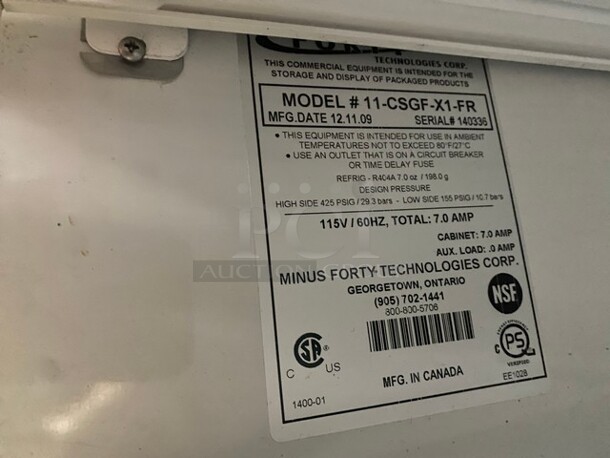 TECHNOLOGIES CORP.
THIS COMMERCIAL EQUIPMENT IS INTENDED FOR THE
STORAGE AND DISPLAY OF PACKAGED PRODUCTS
MODEL # 11-CSGF-X1-FR
MFG.DATE 12.11.09 SERIAL# 140336
• THIS EQUIPMENT IS INTENDED FOR USE IN AMBIENT
TEMPERATURES NOT TO EXCEED 80°F/27°C
• USE AN OUTLET THAT IS ON A CIRCUIT BREAKER
OR TIME DELAY FUSE
REFRIG - R404A 7.0 oz / 198.0 g
DESIGN PRESSURE
HIGH SIDE 425 PSIG / 29.3 bars - LOW SIDE 155 PSIG / 10.7 bars
115V / 60HZ, TOTAL: 7.0 AMP
CABINET: 7.0 AMP
AUX. LOAD: .0 AMP
PCI
AUCTION
MINUS FORTY TECHNOLOGIES CORP.
GEORGETOWN, ONTARIO
(905) 702-1441
800-800-5706
NSF
C SA ® US
C PS
VERIFIED
MFG. IN CANADA
EE1028
1400-01